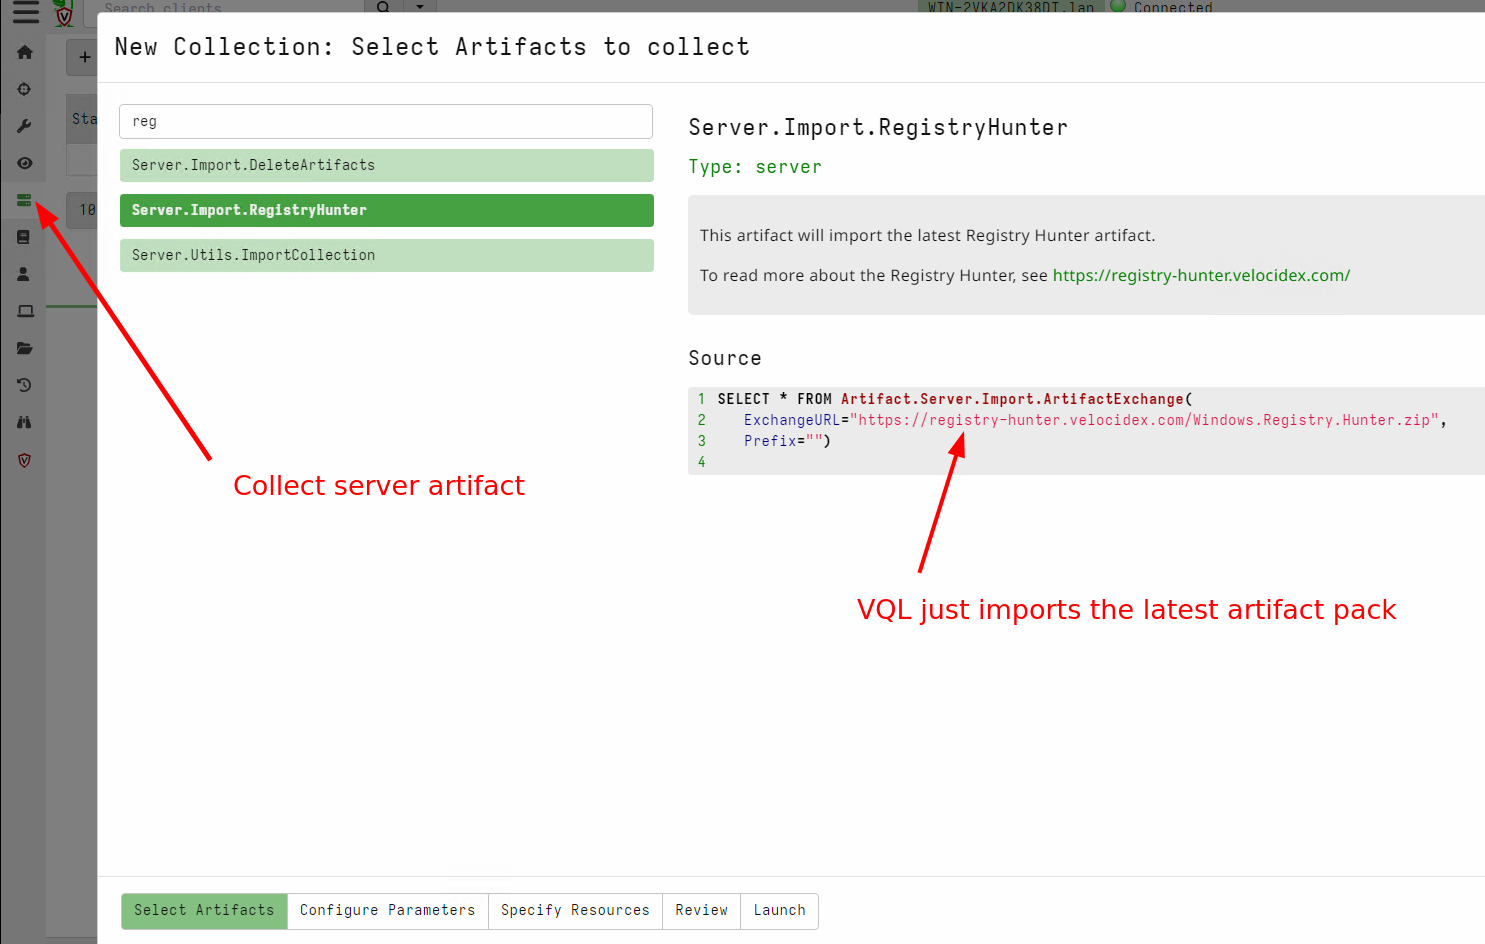 Search clients
WIN-2VKA2DK38DT.lan Connected
New Collection: Select Artifacts to collect
+
Sta
10
reg
Server.Import.DeleteArtifacts
Server.Import.RegistryHunter
Server.Utils.ImportCollection
Collect server artifact
Server.Import.RegistryHunter
Type: server
This artifact will import the latest Registry Hunter artifact.
To read more about the Registry Hunter, see https://registry-hunter.velocidex.com/
Source
1 SELECT * FROM Artifact.Server.Import.ArtifactExchange(
2 ExchangeURL="https://registry-hunter.velocidex.com/Windows.Registry.Hunter.zip",
3 Prefix="")
4
VQL just imports the latest artifact pack
Select Artifacts Configure Parameters Specify Resources Review Launch